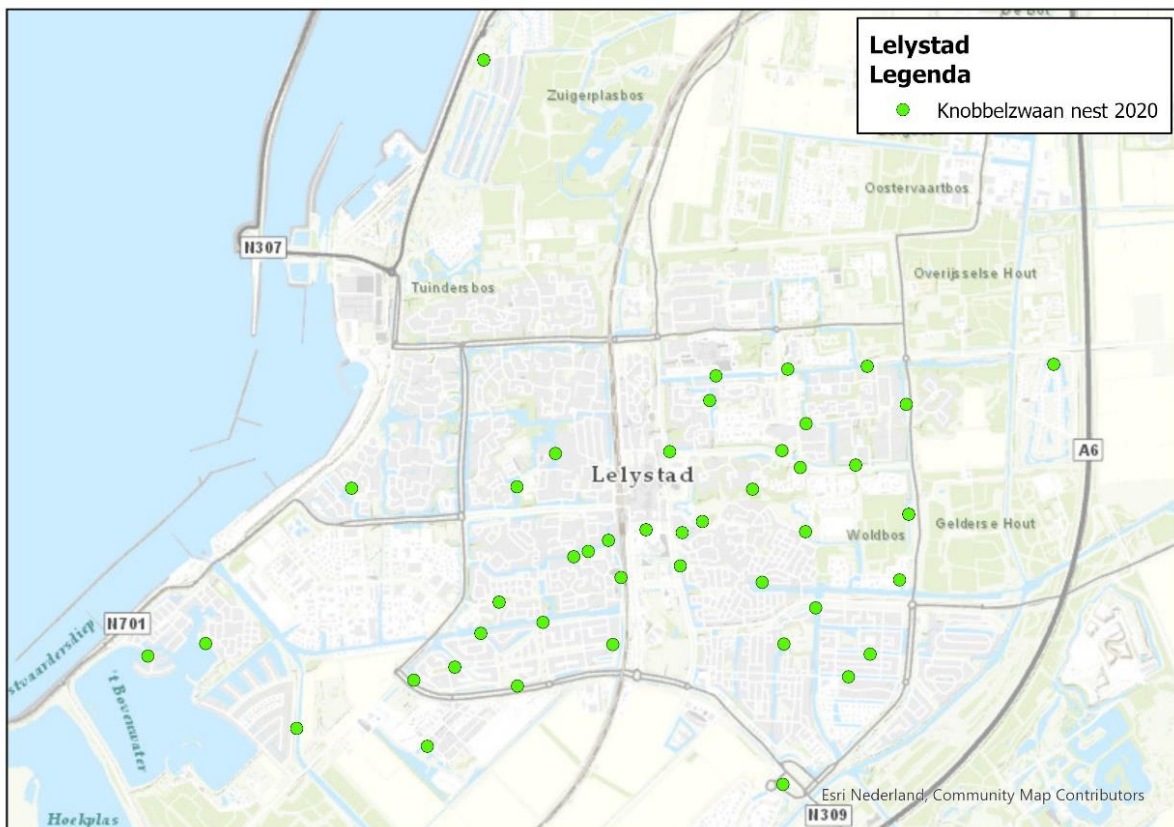 Lelystad
Legenda
Knobbelzwaan nest 2020
Zuigerplasbos
Oostervaartbos
N307
Overijsselse Hout
Tuindersbos
Lelystad
A6
Woldbos
Gelderse Hout
N701
't Bovenwater
Hoekplas
Esri Nederland, Community Map Contributors
N309